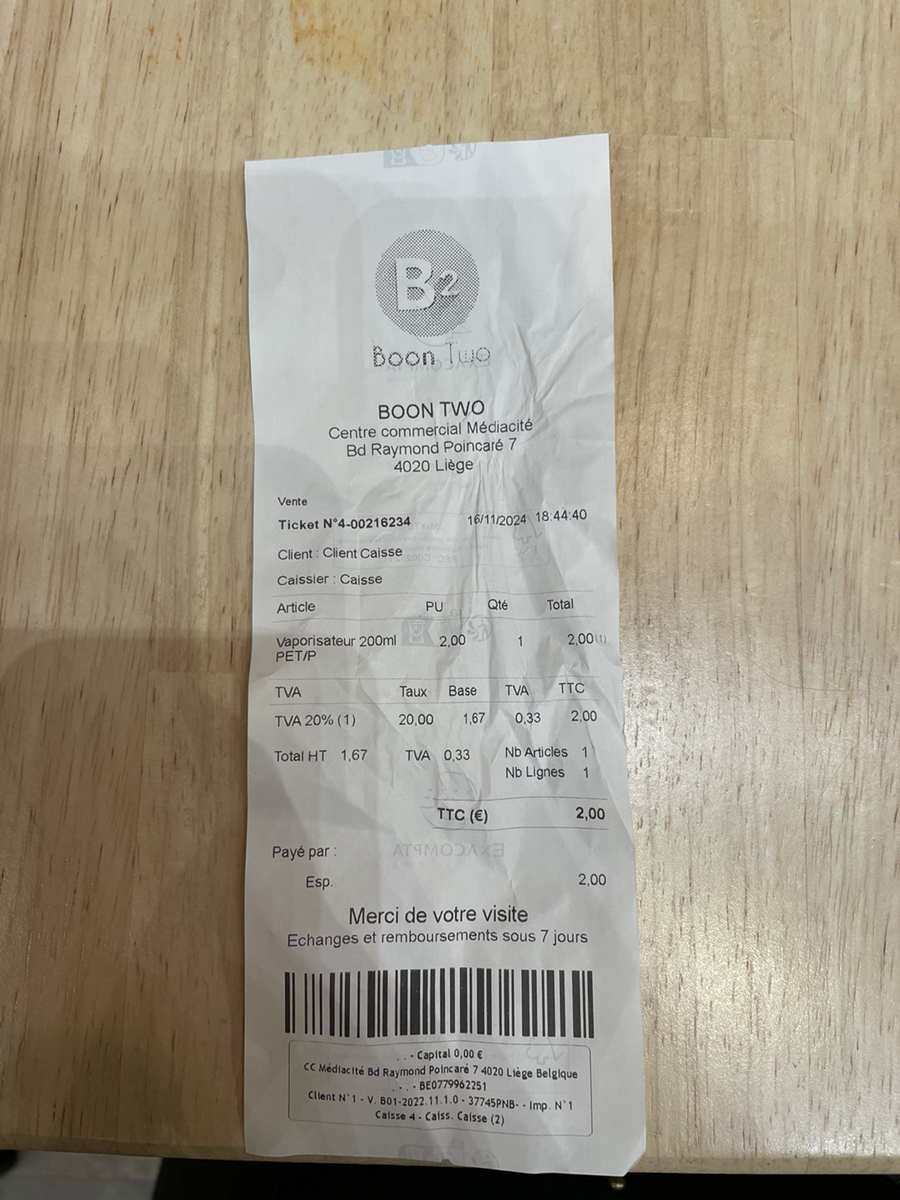 B2
Boon Two
BOON TWO
Centre commercial Médiacité
Bd Raymond Poincaré 7
4020 Liège
Vente
Ticket N°4-00216234 16/11/2024 18:44:40
Client : Client Caisse
Caissier : Caisse
Article PU Qté Total
Vaporisateur 200ml 2,00 1 2,00 (1)
PET/P
TVA Taux Base TVA TTC
TVA 20% (1) 20,00 1,67 0,33 2,00
Total HT 1,67 TVA 0,33 Nb Articles 1
Nb Lignes 1
TTC (€) 2,00
EXACOMPTA
Payé par :
Esp. 2,00
Merci de votre visite
Echanges et remboursements sous 7 jours
. . - Capital 0,00 €
CC Médiacité Bd Raymond Poincaré 7 4020 Liège Belgique
. - . - BE0779962251
Client N°1 - V. B01-2022.11.1.0 - 37745PNB- - Imp. N°1
Caisse 4 - Caiss. Caisse (2)